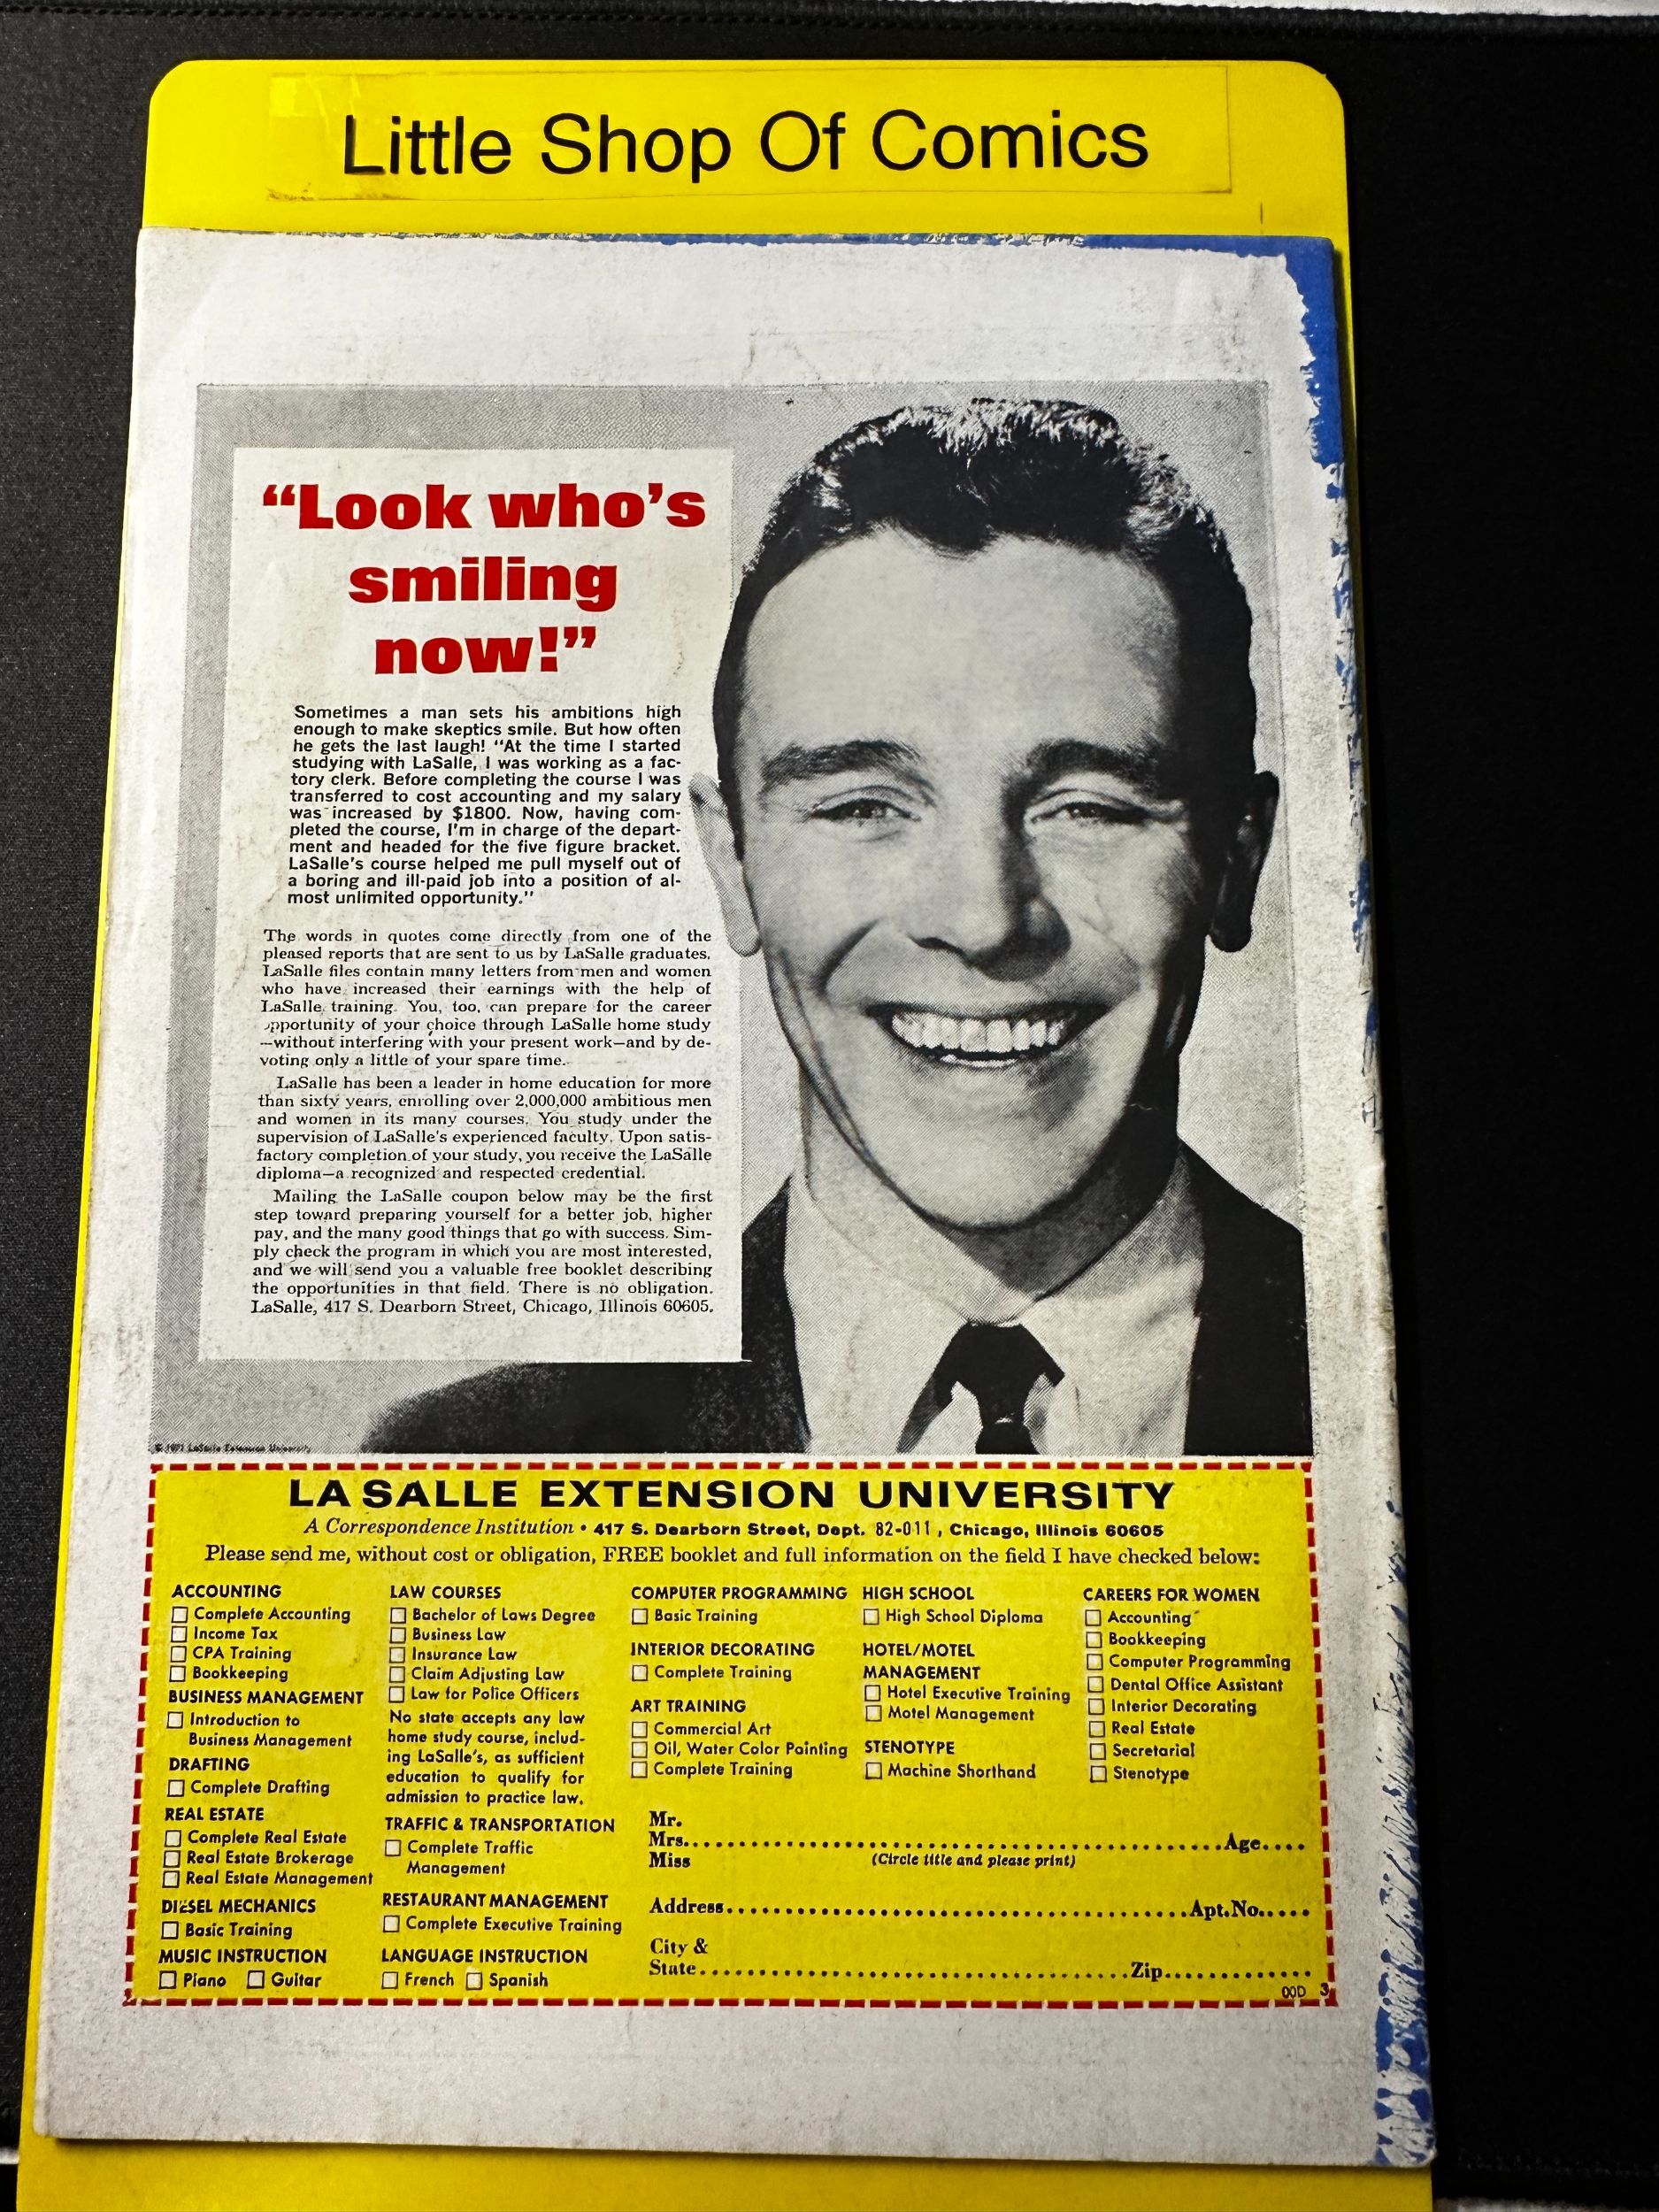 Little Shop Of Comics
“Look who’s
smiling
now!”
Sometimes a man sets his ambitions high
enough to make skeptics smile. But how often
he gets the last laugh! “At the time I started
studying with LaSalle, I was working as a fac-
tory clerk. Before completing the course I was
transferred to cost accounting and my salary
was increased by $1800. Now, having com-
pleted the course, I’m in charge of the depart-
ment and headed for the five figure bracket.
LaSalle’s course helped me pull myself out of
a boring and ill-paid job into a position of al-
most unlimited opportunity.”
The words in quotes come directly from one of the
pleased reports that are sent to us by LaSalle graduates.
LaSalle files contain many letters from men and women
who have increased their earnings with the help of
LaSalle training. You, too, can prepare for the career
opportunity of your choice through LaSalle home study
—without interfering with your present work—and by de-
voting only a little of your spare time.
LaSalle has been a leader in home education for more
than sixty years, enrolling over 2,000,000 ambitious men
and women in its many courses. You study under the
supervision of LaSalle’s experienced faculty. Upon satis-
factory completion of your study, you receive the LaSalle
diploma—a recognized and respected credential.
Mailing the LaSalle coupon below may be the first
step toward preparing yourself for a better job, higher
pay, and the many good things that go with success. Sim-
ply check the program in which you are most interested,
and we will send you a valuable free booklet describing
the opportunities in that field. There is no obligation.
LaSalle, 417 S. Dearborn Street, Chicago, Illinois 60605.
© 1971 LaSalle Extension University
LA SALLE EXTENSION UNIVERSITY
A Correspondence Institution • 417 S. Dearborn Street, Dept. 82-011, Chicago, Illinois 60605
Please send me, without cost or obligation, FREE booklet and full information on the field I have checked below:
ACCOUNTING
Complete Accounting
Income Tax
CPA Training
Bookkeeping
BUSINESS MANAGEMENT
Introduction to
Business Management
DRAFTING
Complete Drafting
REAL ESTATE
Complete Real Estate
Real Estate Brokerage
Real Estate Management
DIESEL MECHANICS
Basic Training
MUSIC INSTRUCTION
Piano Guitar
LAW COURSES
Bachelor of Laws Degree
Business Law
Insurance Law
Claim Adjusting Law
Law for Police Officers
No state accepts any law
home study course, includ-
ing LaSalle’s, as sufficient
education to qualify for
admission to practice law.
TRAFFIC & TRANSPORTATION
Complete Traffic
Management
RESTAURANT MANAGEMENT
Complete Executive Training
LANGUAGE INSTRUCTION
French Spanish
COMPUTER PROGRAMMING
Basic Training
INTERIOR DECORATING
Complete Training
ART TRAINING
Commercial Art
Oil, Water Color Painting
Complete Training
HIGH SCHOOL
High School Diploma
HOTEL/MOTEL
MANAGEMENT
Hotel Executive Training
Motel Management
STENOTYPE
Machine Shorthand
CAREERS FOR WOMEN
Accounting
Bookkeeping
Computer Programming
Dental Office Assistant
Interior Decorating
Real Estate
Secretarial
Stenotype
Mr.
Mrs. Age
Miss (Circle title and please print)
Address Apt.No.
City &
State Zip
00D 3